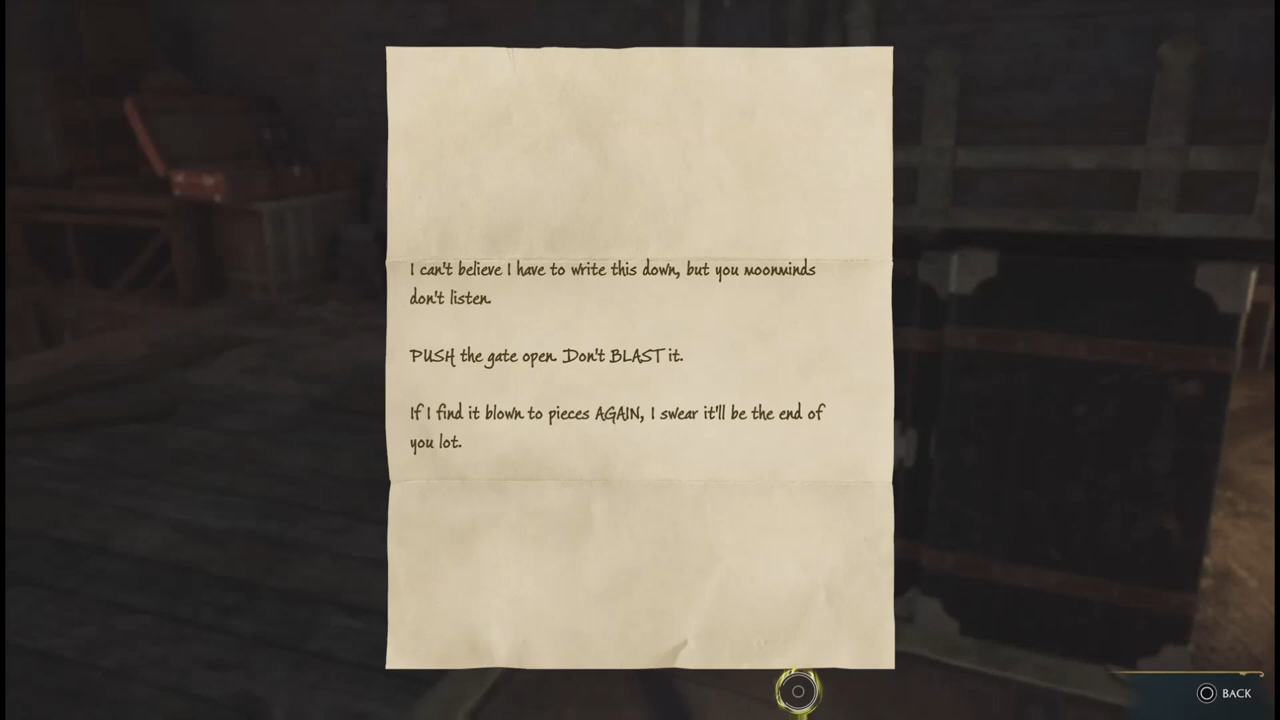 I can't believe I have to write this down, but you moonminds
don't listen.
PUSH the gate open. Don't BLAST it.
If I find it blown to pieces AGAIN, I swear it'll be the end of
you lot.
BACK